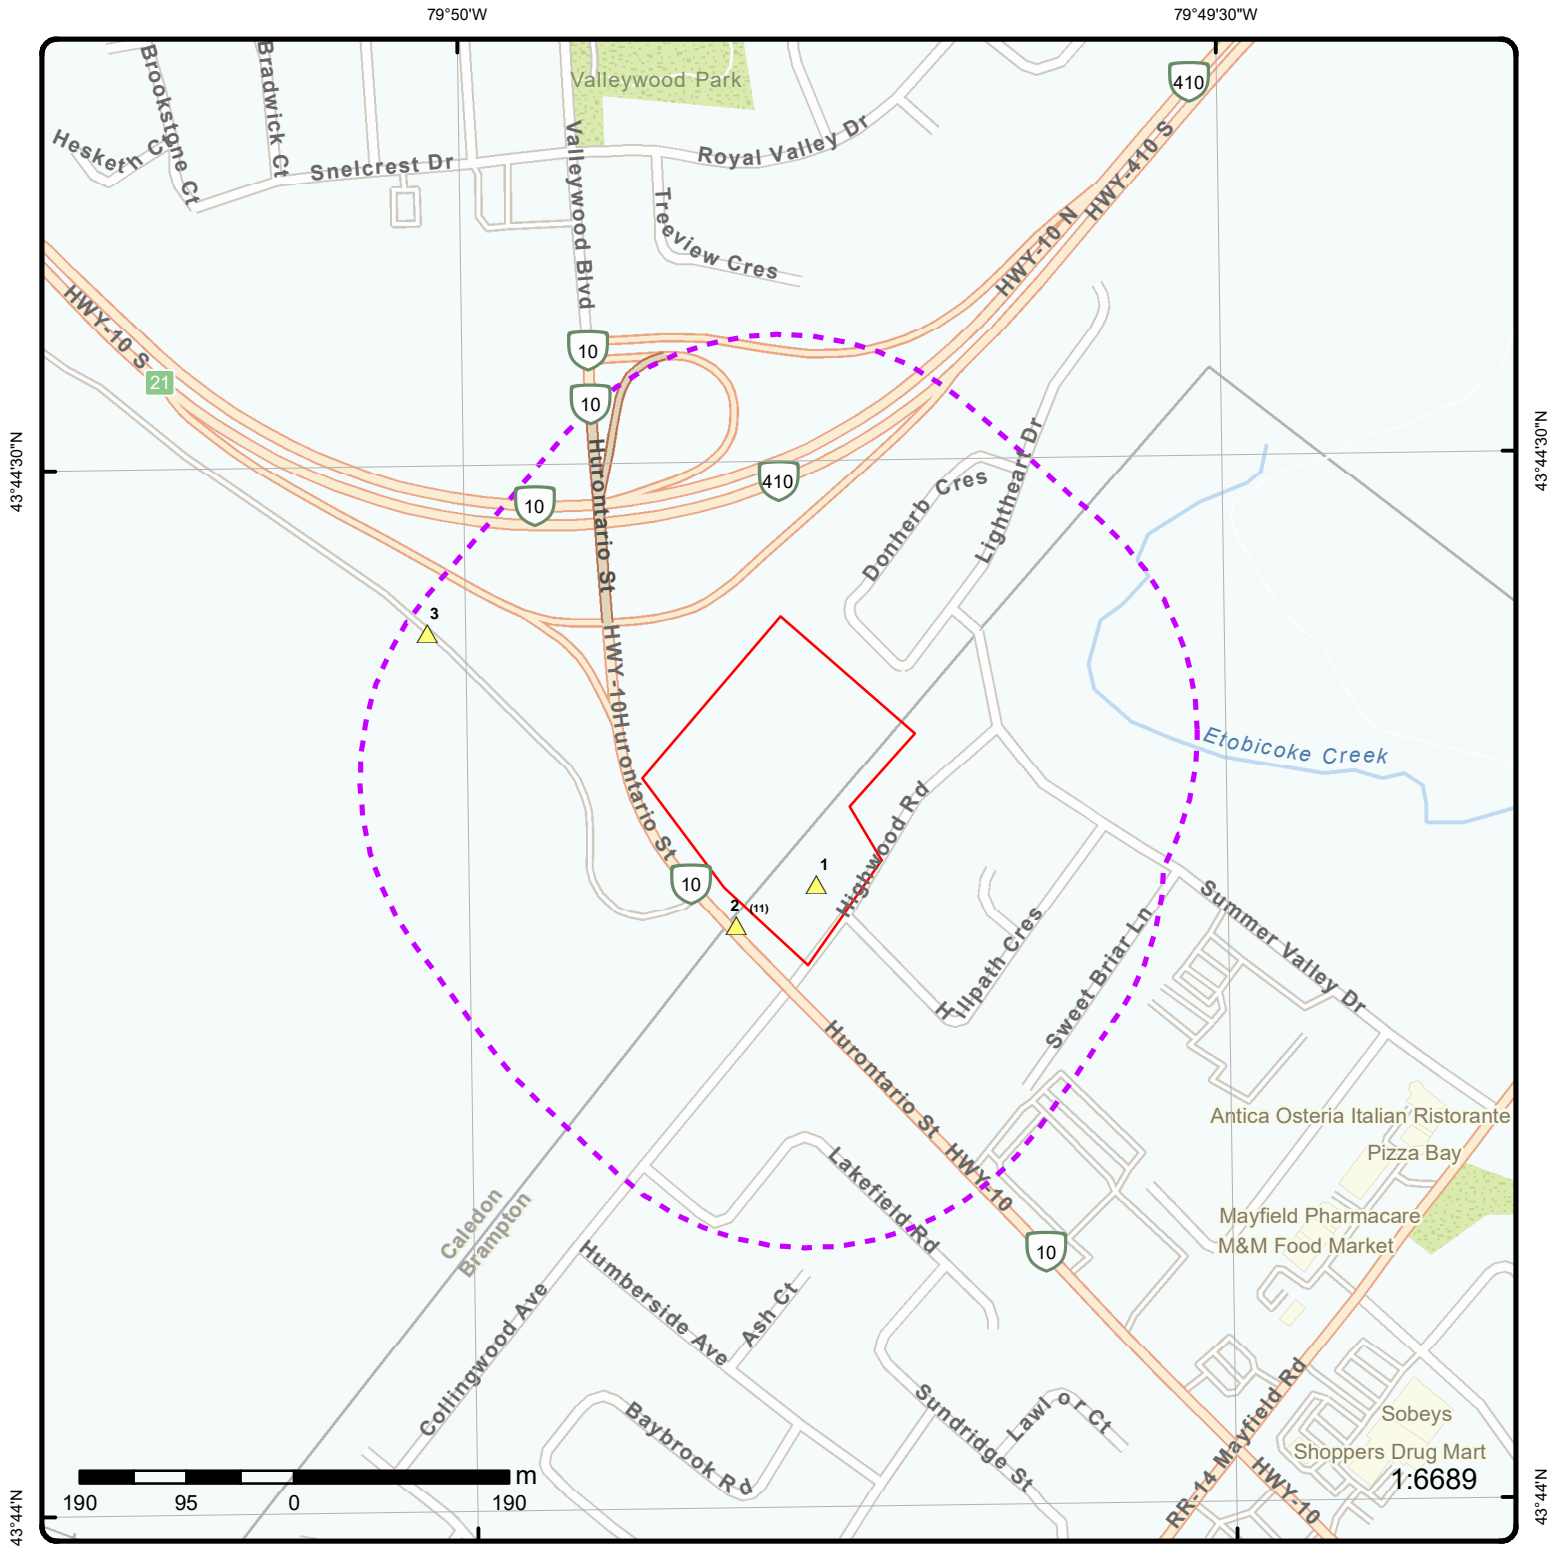 79°50'W
79°49'30"W
410
Valleywood Park
Brookstone Ct
Bradwick Ct
Hesketh C
Snelcrest Dr
Valleywood Blvd
Royal Valley Dr
HWY-410 S
Treeview Cres
HWY-10 N
HWY-10 S
10
21
10
Hurontario St
43°44'30"N
43°44'30"N
410
10
Donherb Cres
Lightheart Dr
3
HWY-10
Hurontario St
Etobicoke Creek
Highwood Rd
1
10
2 (11)
Hillpath Cres
Sweet Briar Ln
Summer Valley Dr
Hurontario St
HWY-10
Antica Osteria Italian Ristorante
Pizza Bay
Lakefield Rd
Caledon
Brampton
Mayfield Pharmacare
M&M Food Market
10
Humberside Ave
Ash Ct
Collingwood Ave
Baybrook Rd
Sundridge St
Lawlor Ct
RR-14 Mayfield Rd
Sobeys
Shoppers Drug Mart
HWY-10
m
190 95 0 190
1:6689
43°44'N
43°44'N